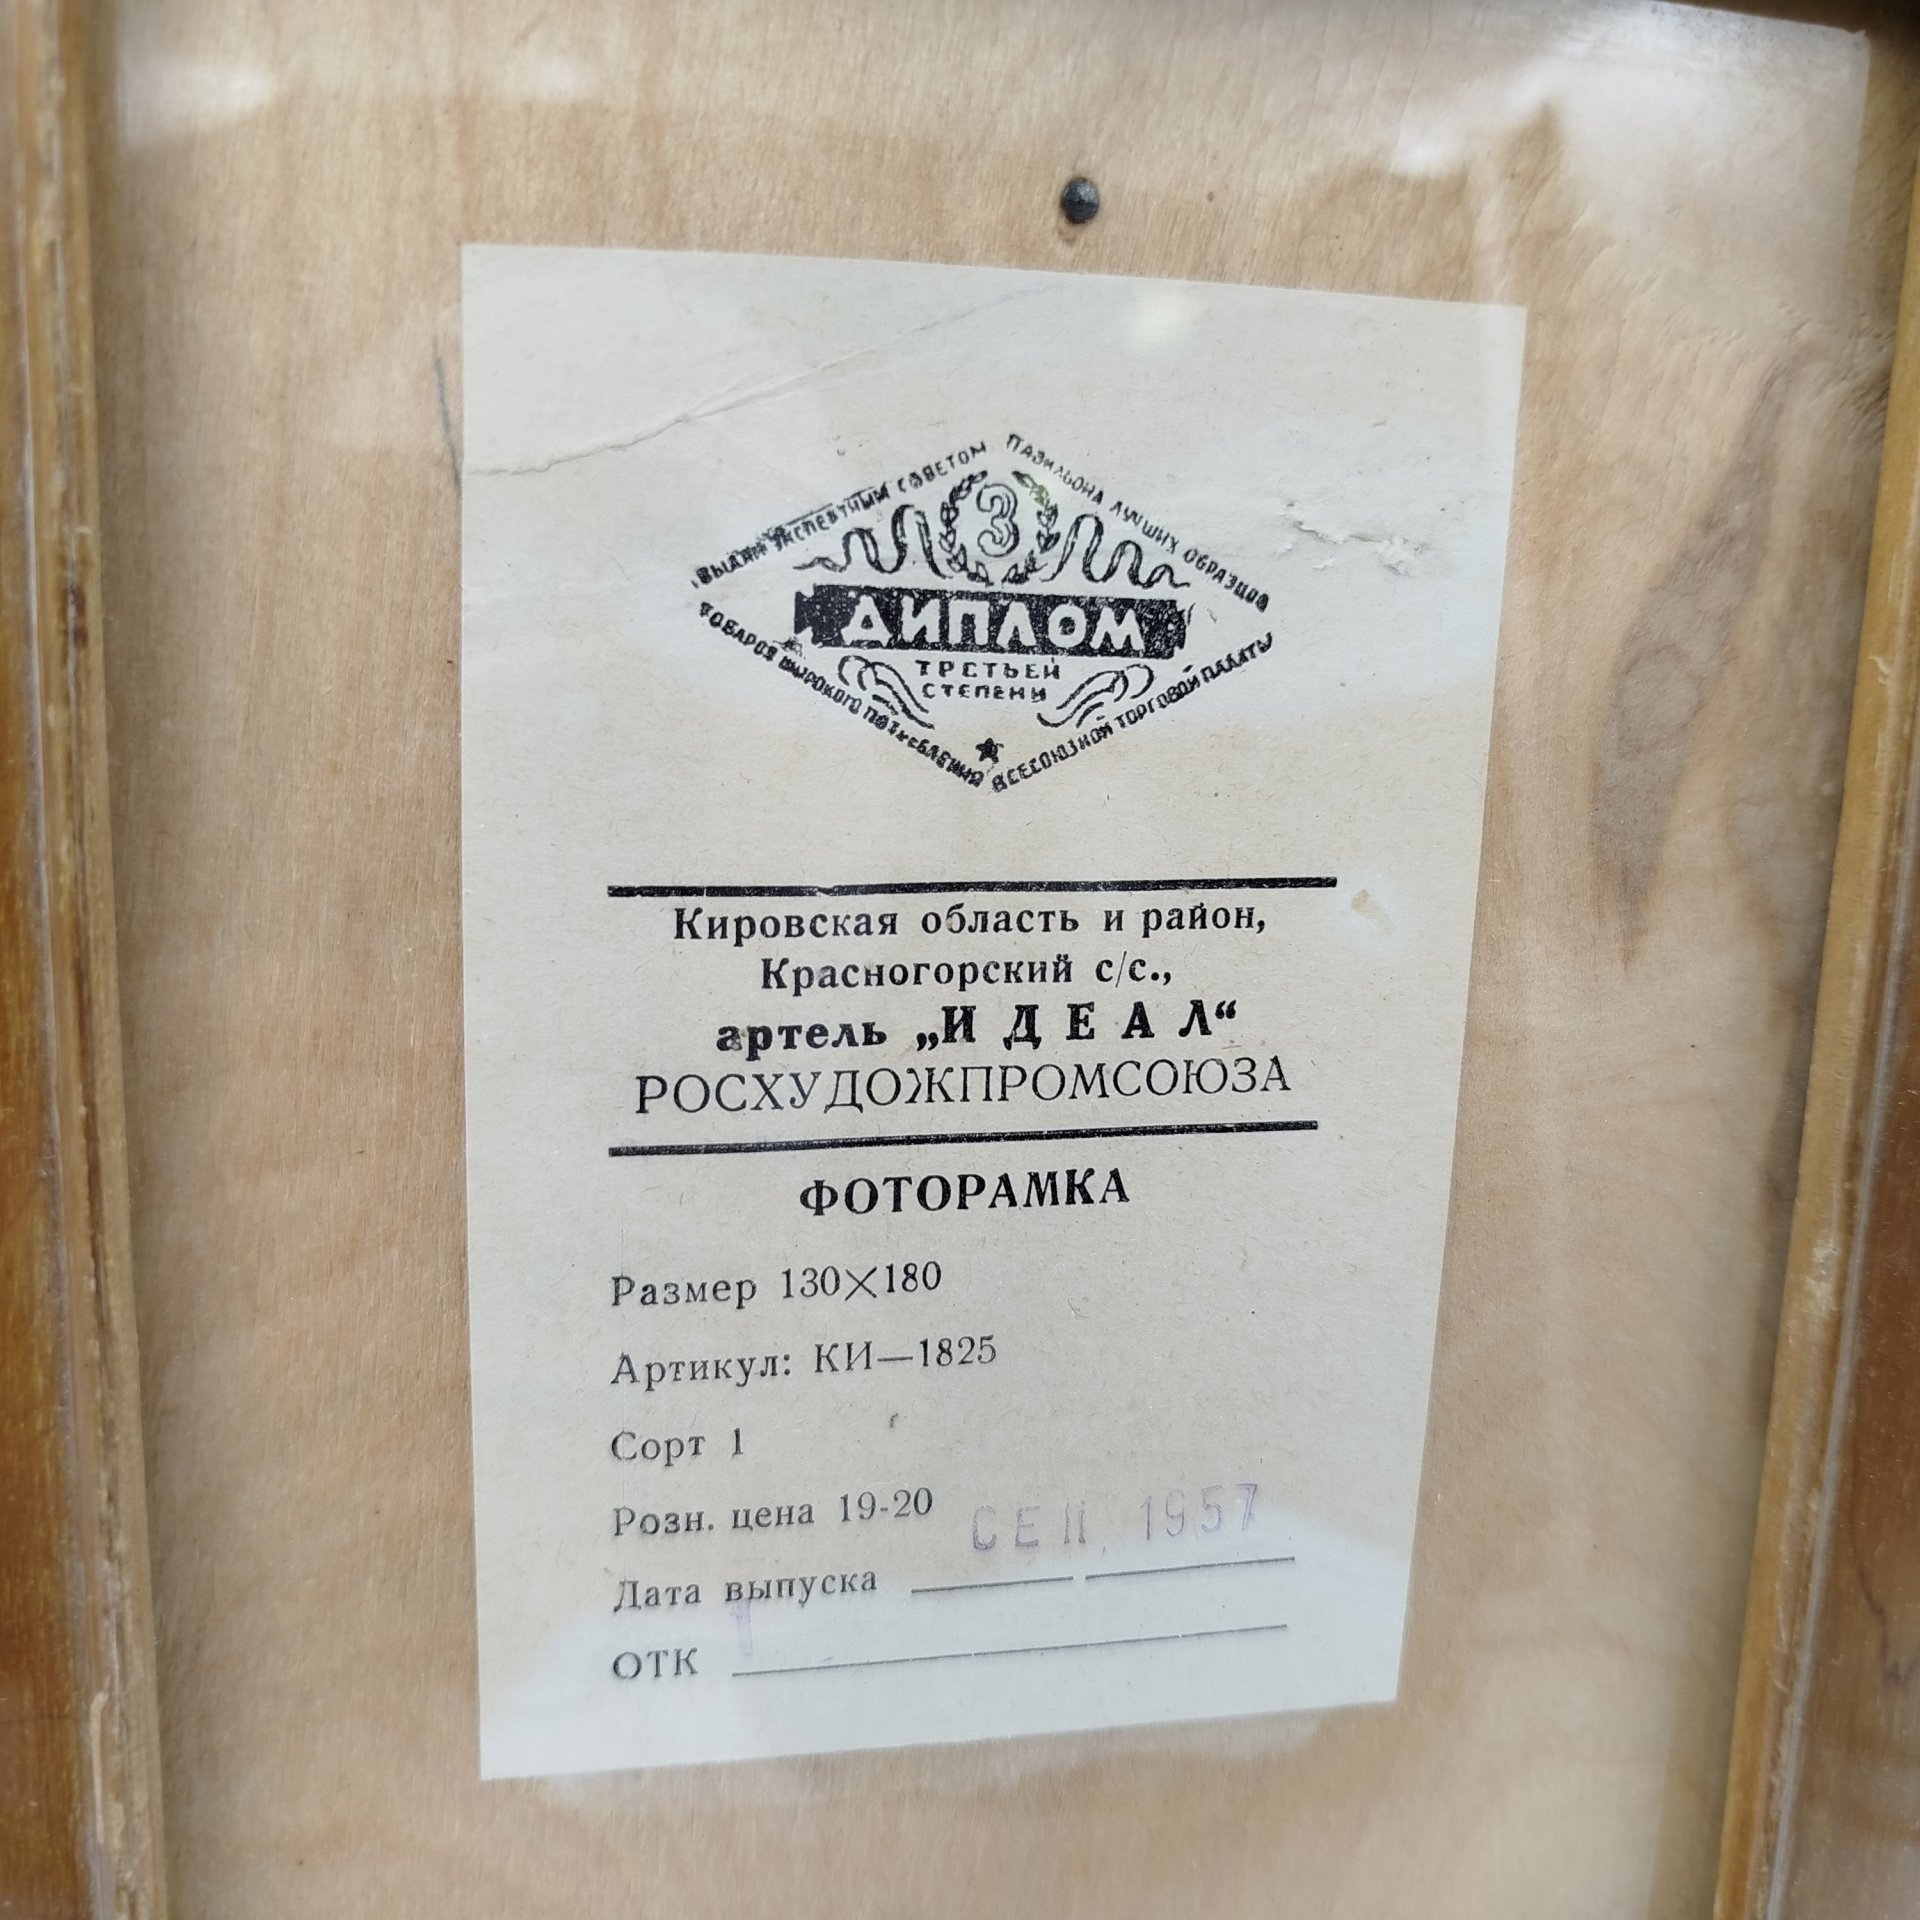 ВЫДАН ЭКСПЕРТНЫМ СОВЕТОМ ПАВИЛЬОНА ЛУЧШИХ ОБРАЗЦОВ
ТОВАРОВ ШИРОКОГО ПОТРЕБЛЕНИЯ ВСЕСОЮЗНОЙ ТОРГОВОЙ ПАЛАТЫ
3
ДИПЛОМ
ТРЕТЬЕЙ
СТЕПЕНИ
Кировская область и район,
Красногорский с/с.,
артель „ИДЕАЛ“
РОСХУДОЖПРОМСОЮЗА
ФОТОРАМКА
Размер 130×180
Артикул: КИ—1825
Сорт 1
Розн. цена 19-20
СЕН. 1957
Дата выпуска
1
ОТК